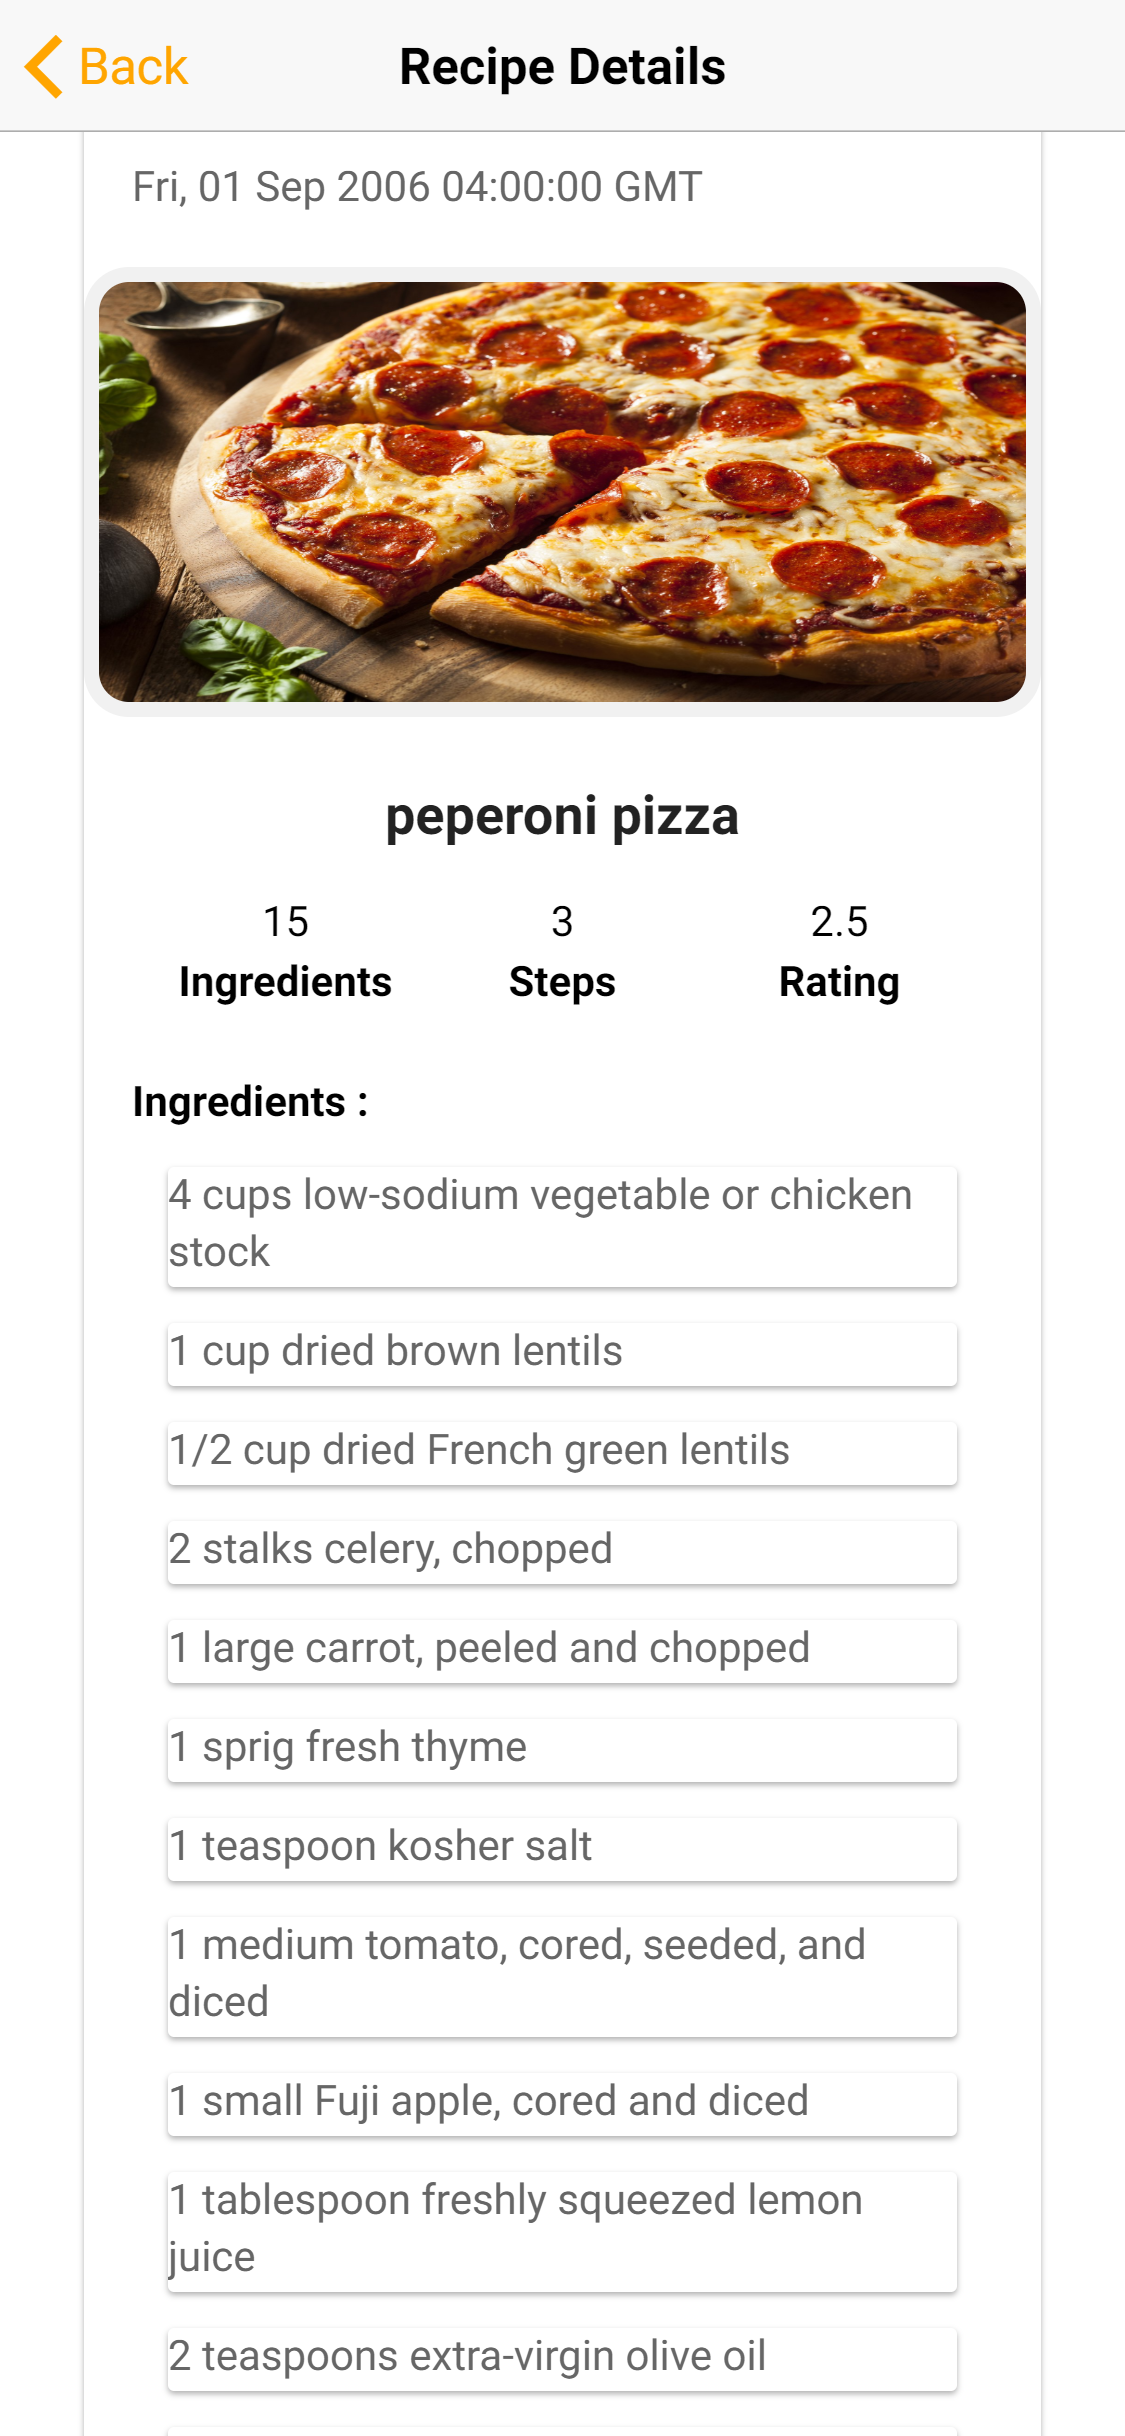 Back
Recipe Details
Fri, 01 Sep 2006 04:00:00 GMT
peperoni pizza
15 3 2.5
Ingredients Steps Rating
Ingredients :
4 cups low-sodium vegetable or chicken
stock
1 cup dried brown lentils
1/2 cup dried French green lentils
2 stalks celery, chopped
1 large carrot, peeled and chopped
1 sprig fresh thyme
1 teaspoon kosher salt
1 medium tomato, cored, seeded, and
diced
1 small Fuji apple, cored and diced
1 tablespoon freshly squeezed lemon
juice
2 teaspoons extra-virgin olive oil